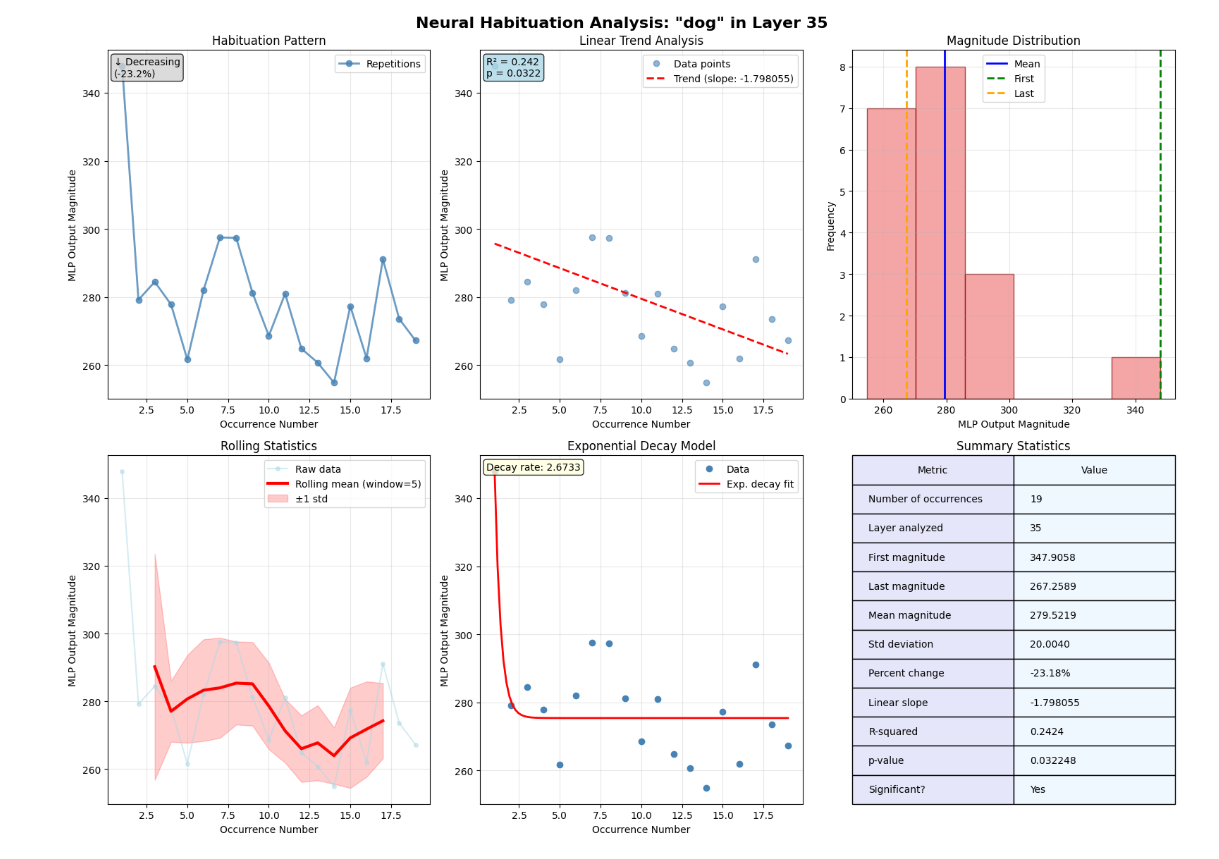 Neural Habituation Analysis: "dog" in Layer 35
Habituation Pattern
↓ Decreasing
(-23.2%)
Repetitions
MLP Output Magnitude
340
320
300
280
260
2.5 5.0 7.5 10.0 12.5 15.0 17.5
Occurrence Number
Linear Trend Analysis
R² = 0.242
p = 0.0322
Data points
Trend (slope: -1.798055)
MLP Output Magnitude
340
320
300
280
260
2.5 5.0 7.5 10.0 12.5 15.0 17.5
Occurrence Number
Magnitude Distribution
Mean
First
Last
Frequency
8
7
6
5
4
3
2
1
0
260 280 300 320 340
MLP Output Magnitude
Rolling Statistics
Raw data
Rolling mean (window=5)
±1 std
MLP Output Magnitude
340
320
300
280
260
2.5 5.0 7.5 10.0 12.5 15.0 17.5
Occurrence Number
Exponential Decay Model
Decay rate: 2.6733
Data
Exp. decay fit
MLP Output Magnitude
340
320
300
280
260
2.5 5.0 7.5 10.0 12.5 15.0 17.5
Occurrence Number
Summary Statistics
Metric Value
Number of occurrences 19
Layer analyzed 35
First magnitude 347.9058
Last magnitude 267.2589
Mean magnitude 279.5219
Std deviation 20.0040
Percent change -23.18%
Linear slope -1.798055
R-squared 0.2424
p-value 0.032248
Significant? Yes